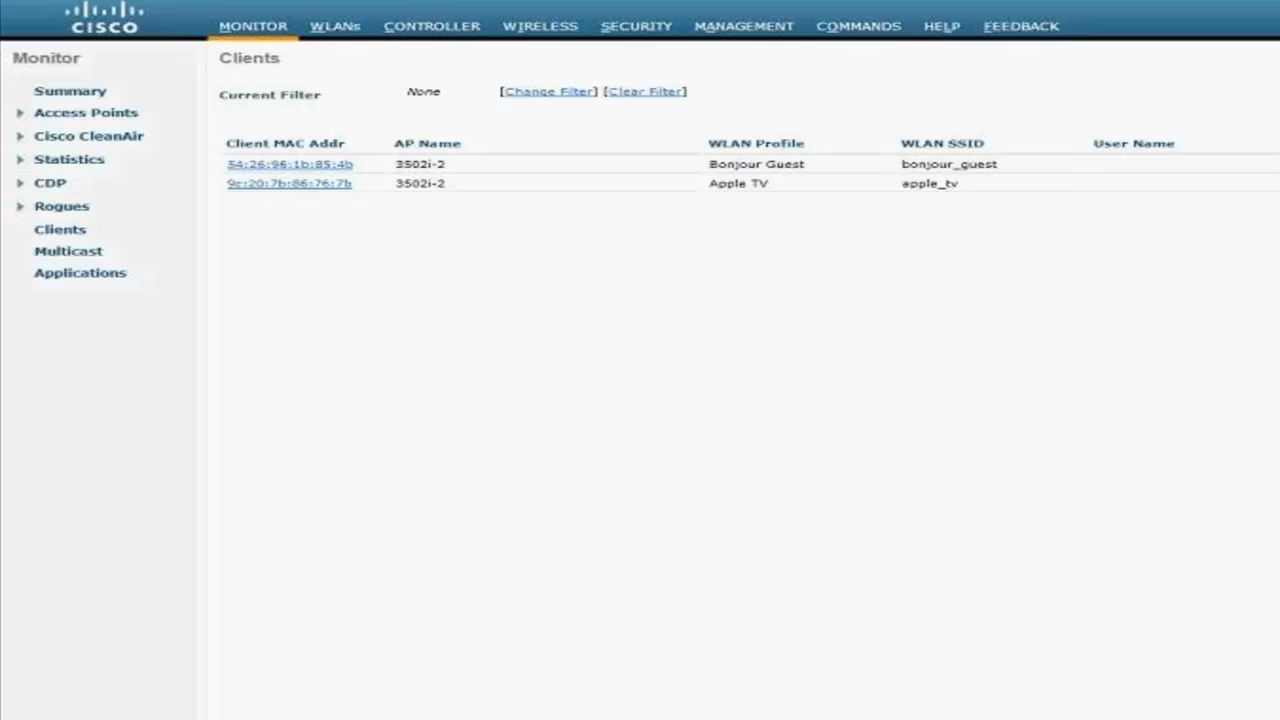 CISCO
MONITOR WLANs CONTROLLER WIRELESS SECURITY MANAGEMENT COMMANDS HELP FEEDBACK
Monitor
Summary
Access Points
Cisco CleanAir
Statistics
CDP
Rogues
Clients
Multicast
Applications
Clients
Current Filter None [Change Filter] [Clear Filter]
Client MAC Addr AP Name WLAN Profile WLAN SSID User Name
54:26:96:1b:85:4b 3502i-2 Bonjour Guest bonjour_guest
9c:20:7b:86:76:7b 3502i-2 Apple TV apple_tv